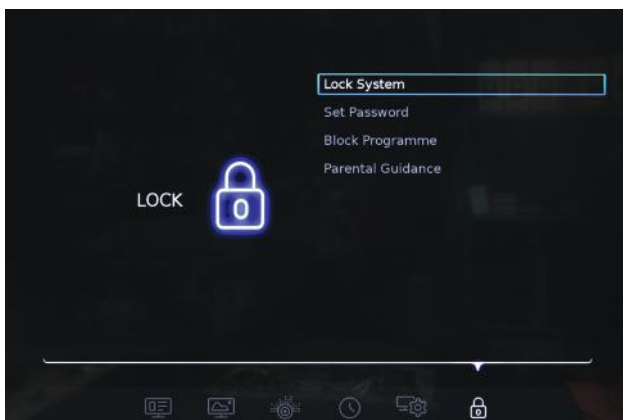 Lock System
Set Password
Block Programme
Parental Guidance
LOCK